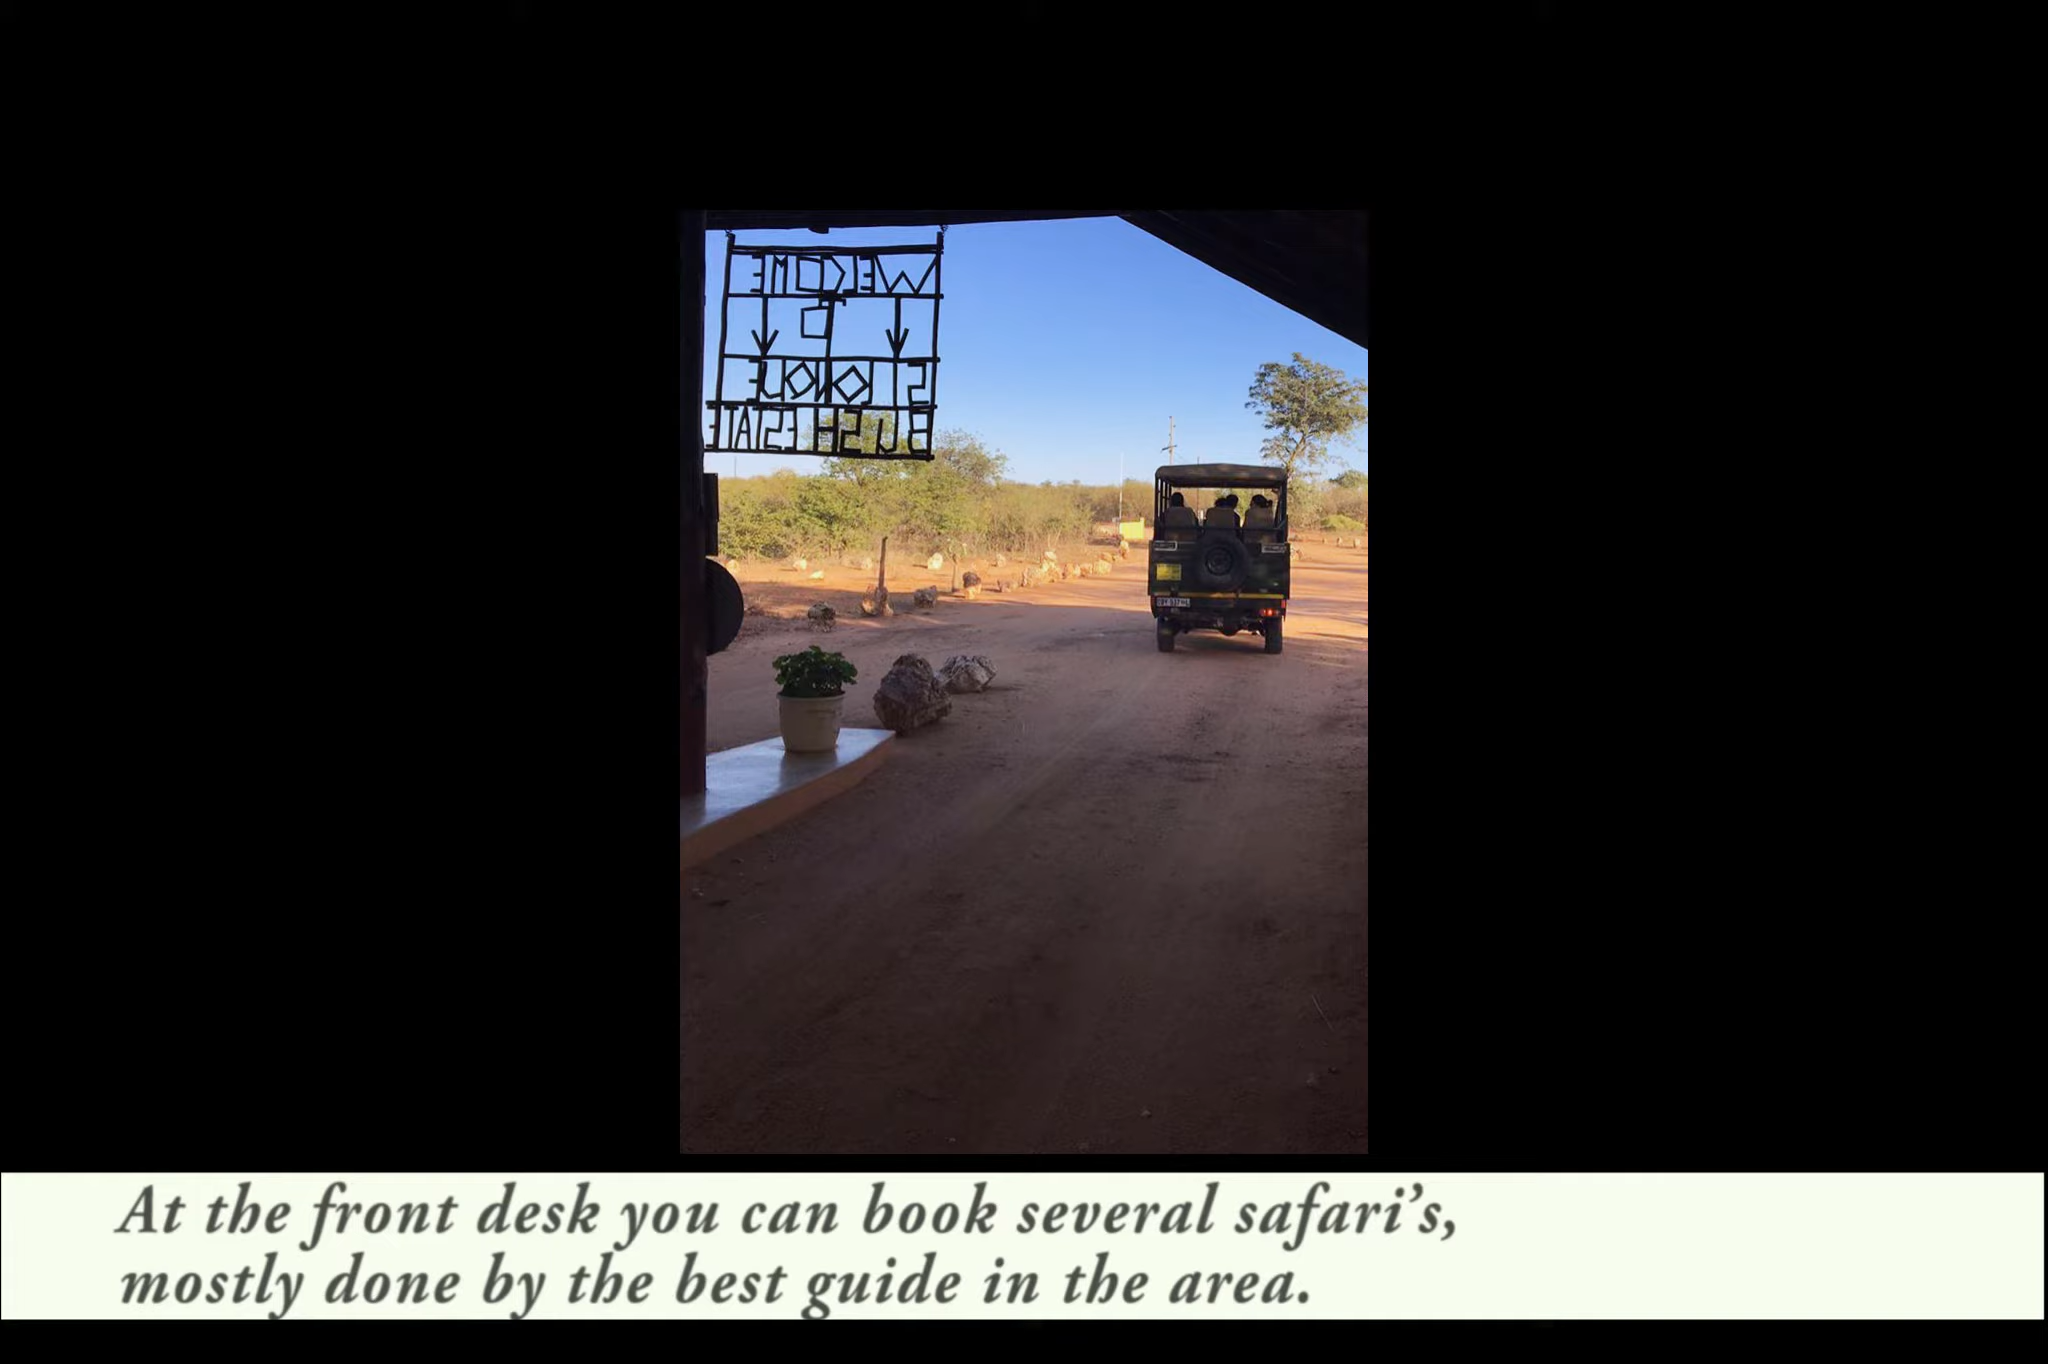 WELCOME
TO
BUSH ESTATE
At the front desk you can book several safari's,
mostly done by the best guide in the area.